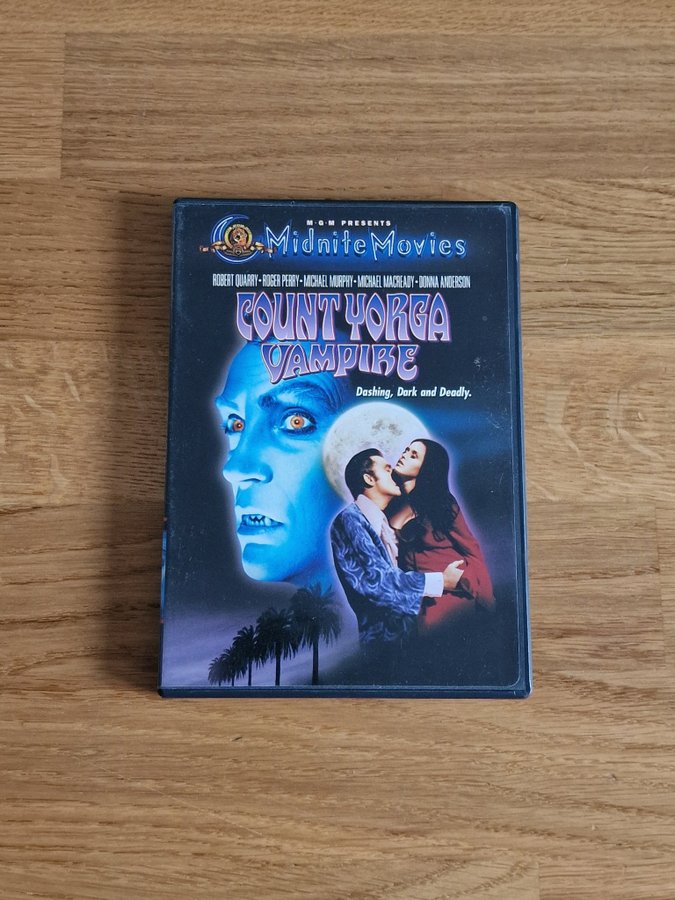 M·G·M PRESENTS
Midnite Movies
ROBERT QUARRY · ROGER PERRY · MICHAEL MURPHY · MICHAEL MACREADY · DONNA ANDERSON
COUNT YORGA
VAMPIRE
Dashing, Dark and Deadly.